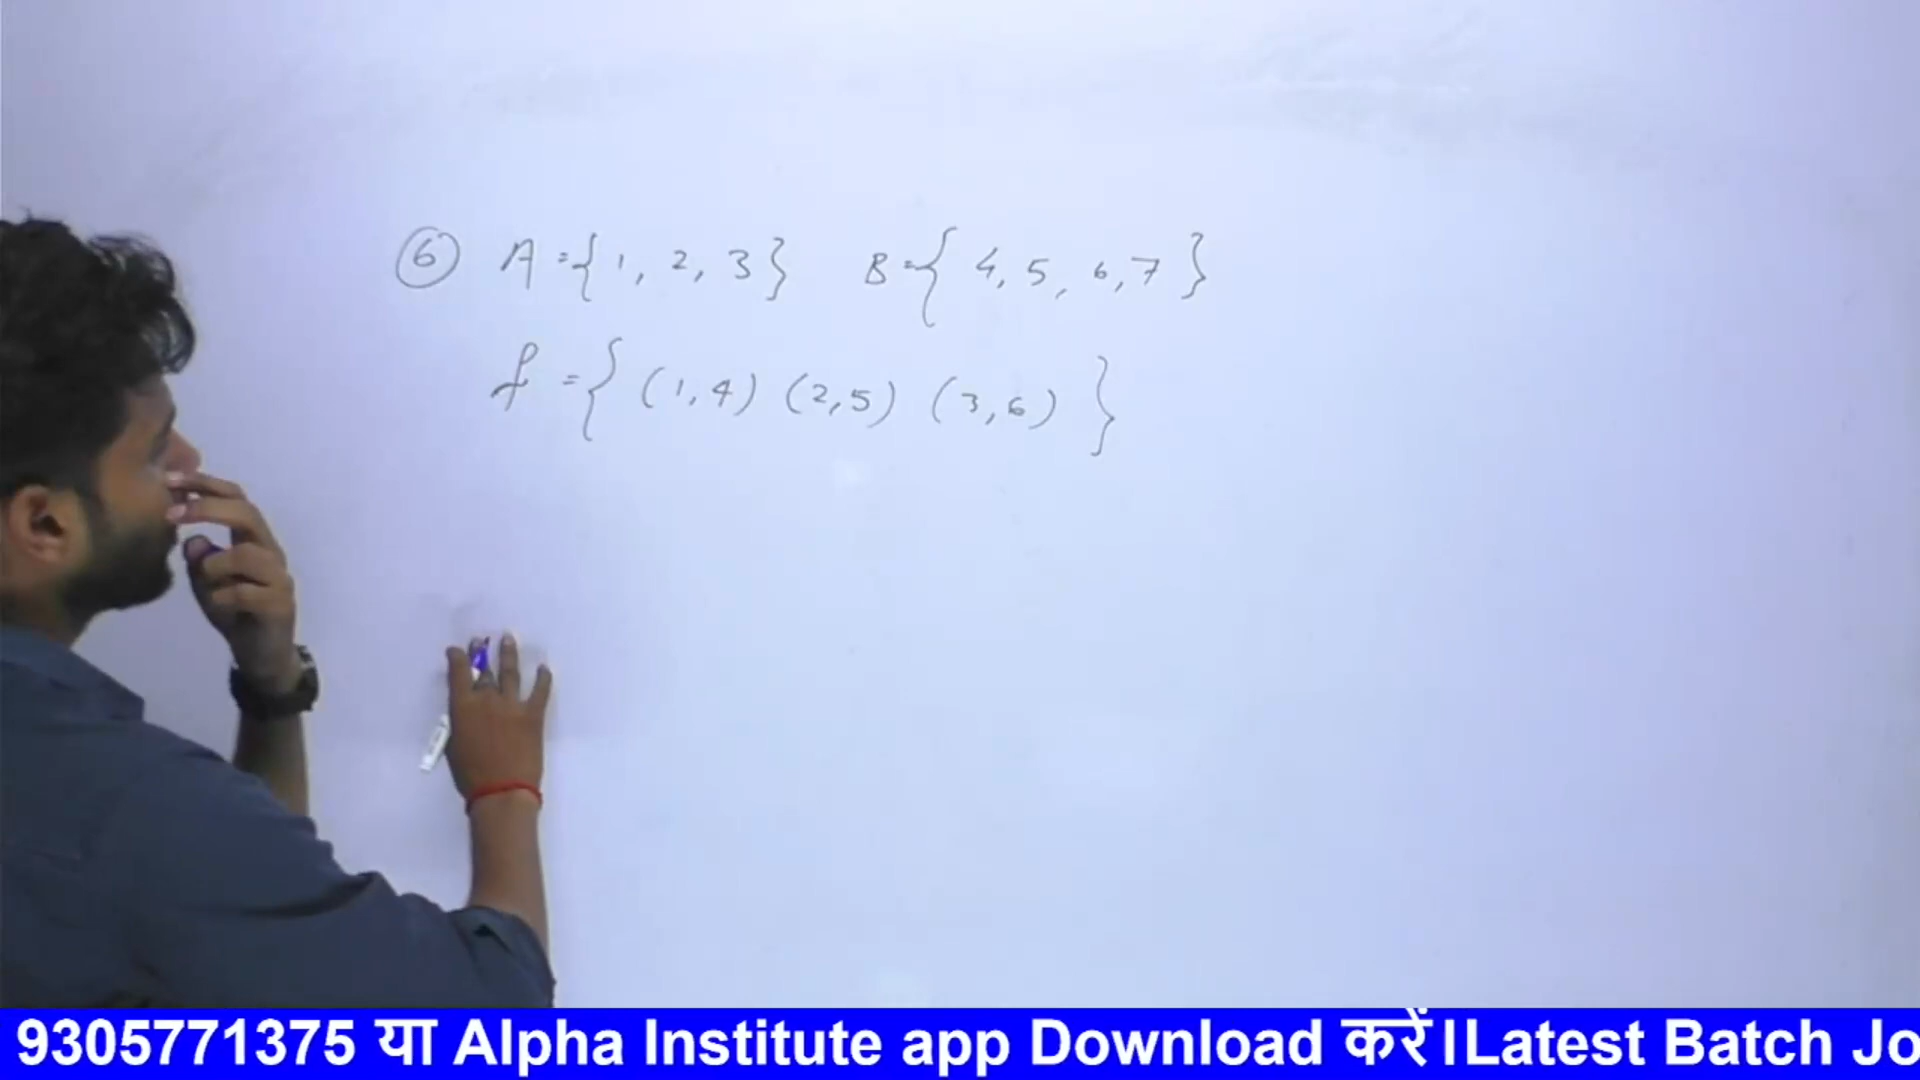 ⑥ A = { 1, 2, 3 } B = { 4, 5, 6, 7 }
f = { (1,4) (2,5) (3,6) }
9305771375 या Alpha Institute app Download करें।Latest Batch Jo